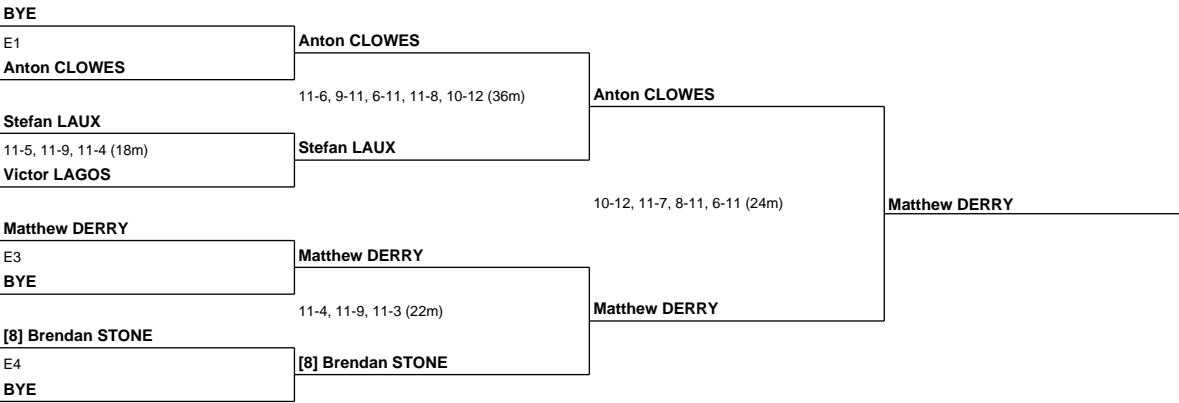 BYE
E1
Anton CLOWES
Stefan LAUX
11-5, 11-9, 11-4 (18m)
Victor LAGOS
Matthew DERRY
E3
BYE
[8] Brendan STONE
E4
BYE
Anton CLOWES
11-6, 9-11, 6-11, 11-8, 10-12 (36m)
Stefan LAUX
Matthew DERRY
11-4, 11-9, 11-3 (22m)
[8] Brendan STONE
Anton CLOWES
10-12, 11-7, 8-11, 6-11 (24m)
Matthew DERRY
Matthew DERRY